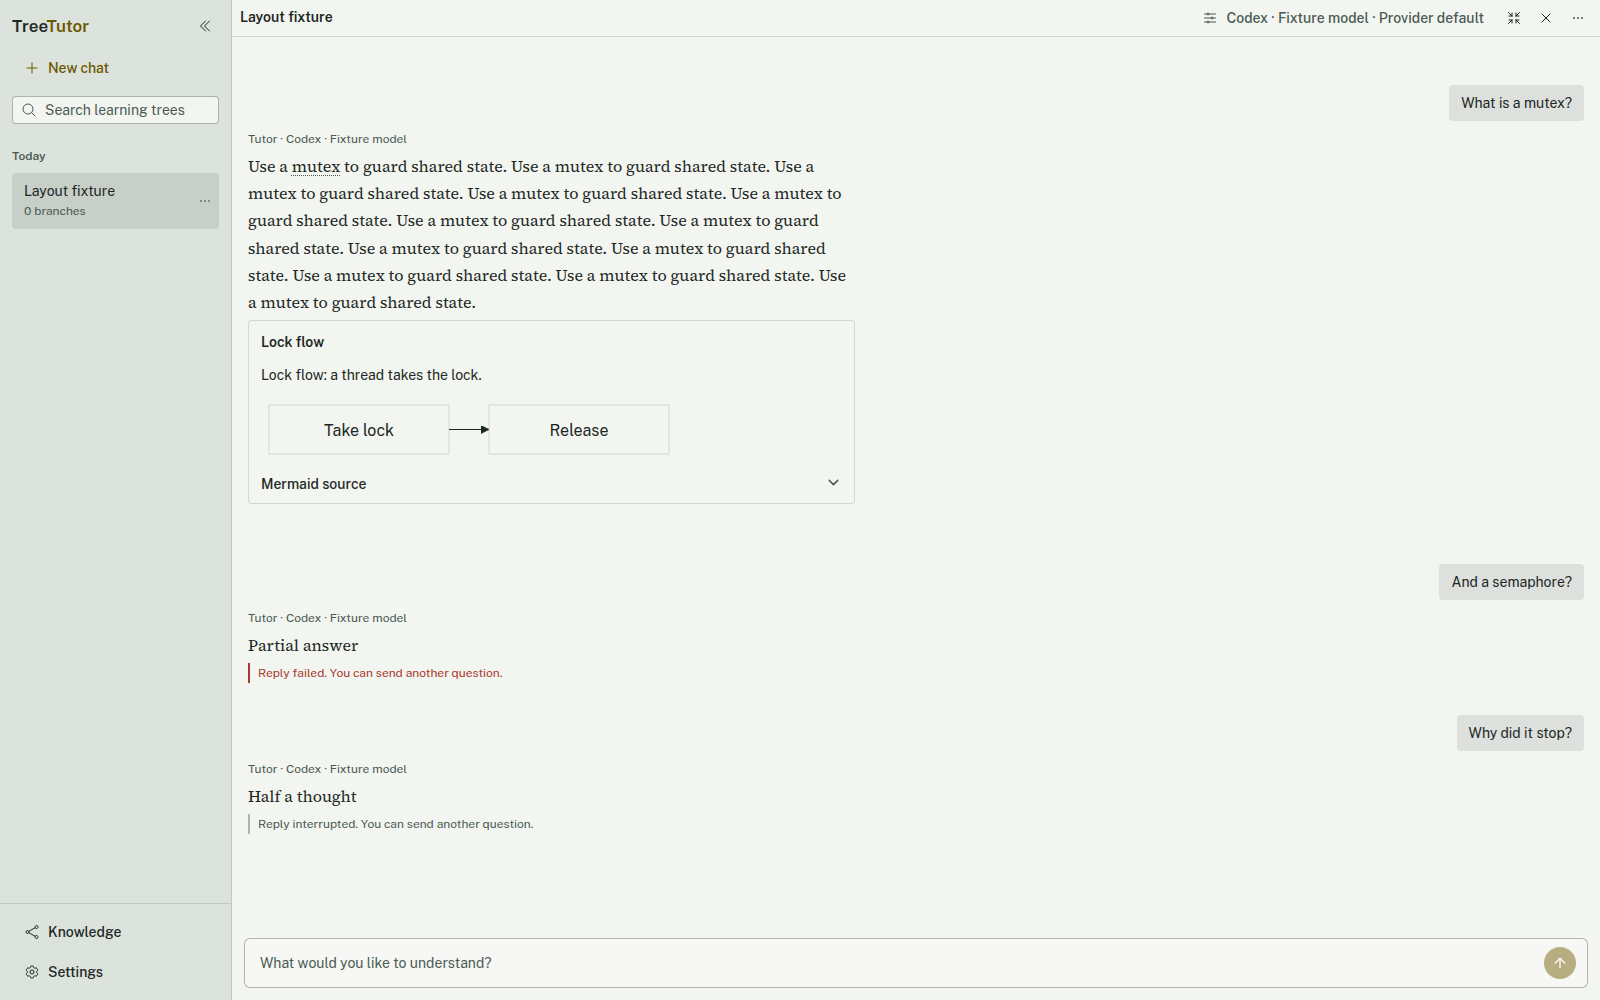 TreeTutor
New chat
Search learning trees
Today
Layout fixture
0 branches
Knowledge
Settings
Layout fixture
Codex · Fixture model · Provider default
What is a mutex?
Tutor · Codex · Fixture model
Use a mutex to guard shared state. Use a mutex to guard shared state. Use a
mutex to guard shared state. Use a mutex to guard shared state. Use a mutex to
guard shared state. Use a mutex to guard shared state. Use a mutex to guard
shared state. Use a mutex to guard shared state. Use a mutex to guard shared
state. Use a mutex to guard shared state. Use a mutex to guard shared state. Use
a mutex to guard shared state.
Lock flow
Lock flow: a thread takes the lock.
Take lock
Release
Mermaid source
And a semaphore?
Tutor · Codex · Fixture model
Partial answer
Reply failed. You can send another question.
Why did it stop?
Tutor · Codex · Fixture model
Half a thought
Reply interrupted. You can send another question.
What would you like to understand?